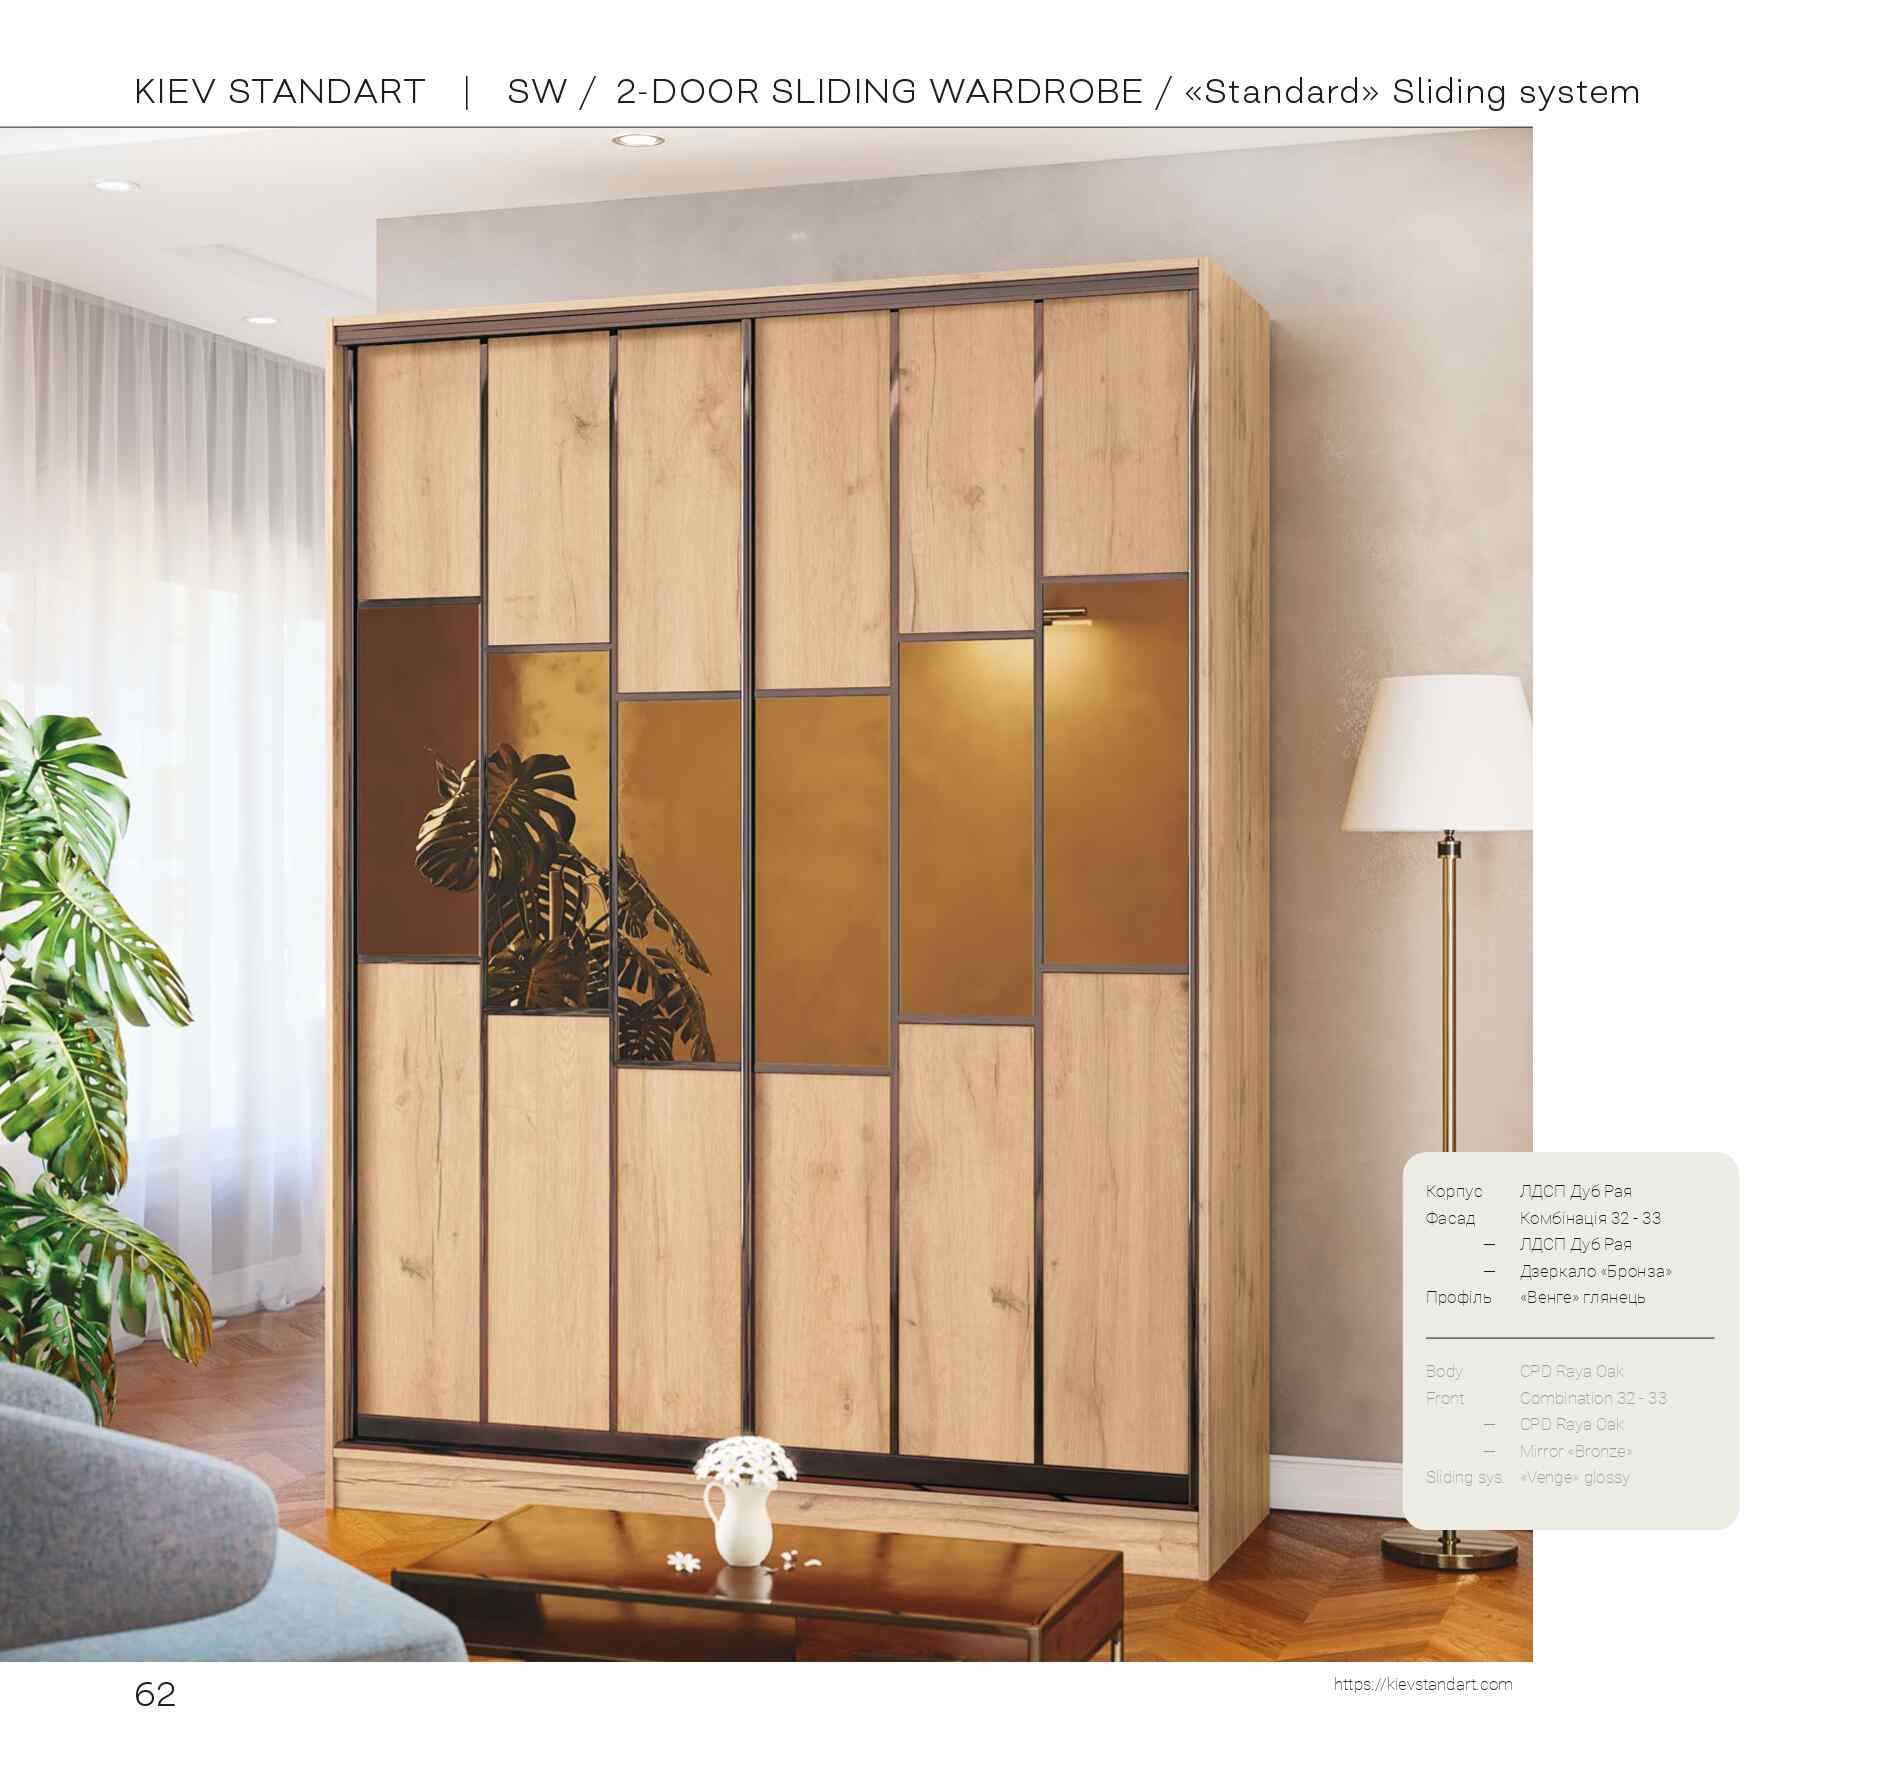 KIEV STANDART | SW / 2-DOOR SLIDING WARDROBE / «Standard» Sliding system
Корпус ЛДСП Дуб Рая
Фасад Комбінація 32 - 33
— ЛДСП Дуб Рая
— Дзеркало «Бронза»
Профіль «Венге» глянець
Body CPD Raya Oak
Front Combination 32 - 33
— CPD Raya Oak
— Mirror «Bronze»
Sliding sys. «Venge» glossy
62
https://kievstandart.com